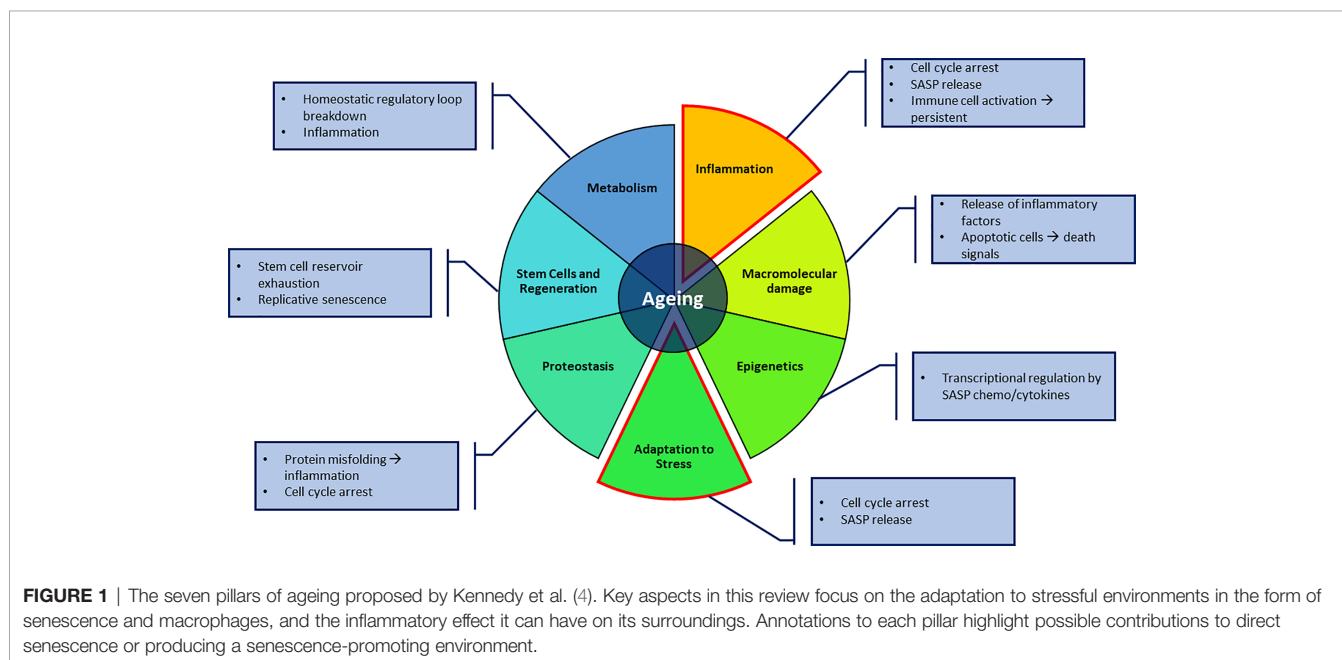 • Homeostatic regulatory loop
breakdown
• Inflammation
• Cell cycle arrest
• SASP release
• Immune cell activation →
persistent
Metabolism
Inflammation
• Release of inflammatory
factors
• Apoptotic cells → death
signals
• Stem cell reservoir
exhaustion
• Replicative senescence
Stem Cells and
Regeneration
Macromolecular
damage
Ageing
Proteostasis
Epigenetics
• Transcriptional regulation by
SASP chemo/cytokines
• Protein misfolding →
inflammation
• Cell cycle arrest
Adaptation to
Stress
• Cell cycle arrest
• SASP release
FIGURE 1 | The seven pillars of ageing proposed by Kennedy et al. (4). Key aspects in this review focus on the adaptation to stressful environments in the form of
senescence and macrophages, and the inflammatory effect it can have on its surroundings. Annotations to each pillar highlight possible contributions to direct
senescence or producing a senescence-promoting environment.